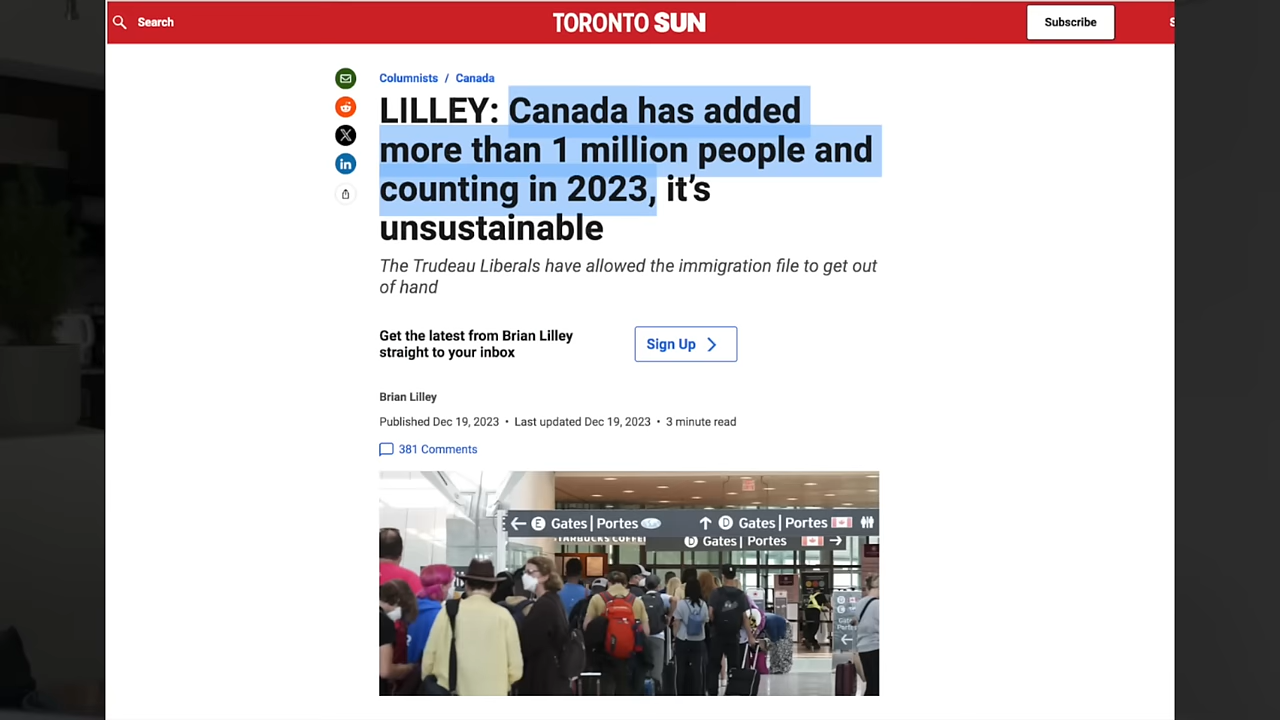 Search
TORONTO SUN
Subscribe
Columnists / Canada
LILLEY: Canada has added
more than 1 million people and
counting in 2023, it's
unsustainable
The Trudeau Liberals have allowed the immigration file to get out
of hand
Get the latest from Brian Lilley
straight to your inbox
Sign Up
Brian Lilley
Published Dec 19, 2023 • Last updated Dec 19, 2023 • 3 minute read
381 Comments
← E Gates | Portes
↑ D Gates | Portes
STARBUCKS COFFEE
D Gates | Portes →